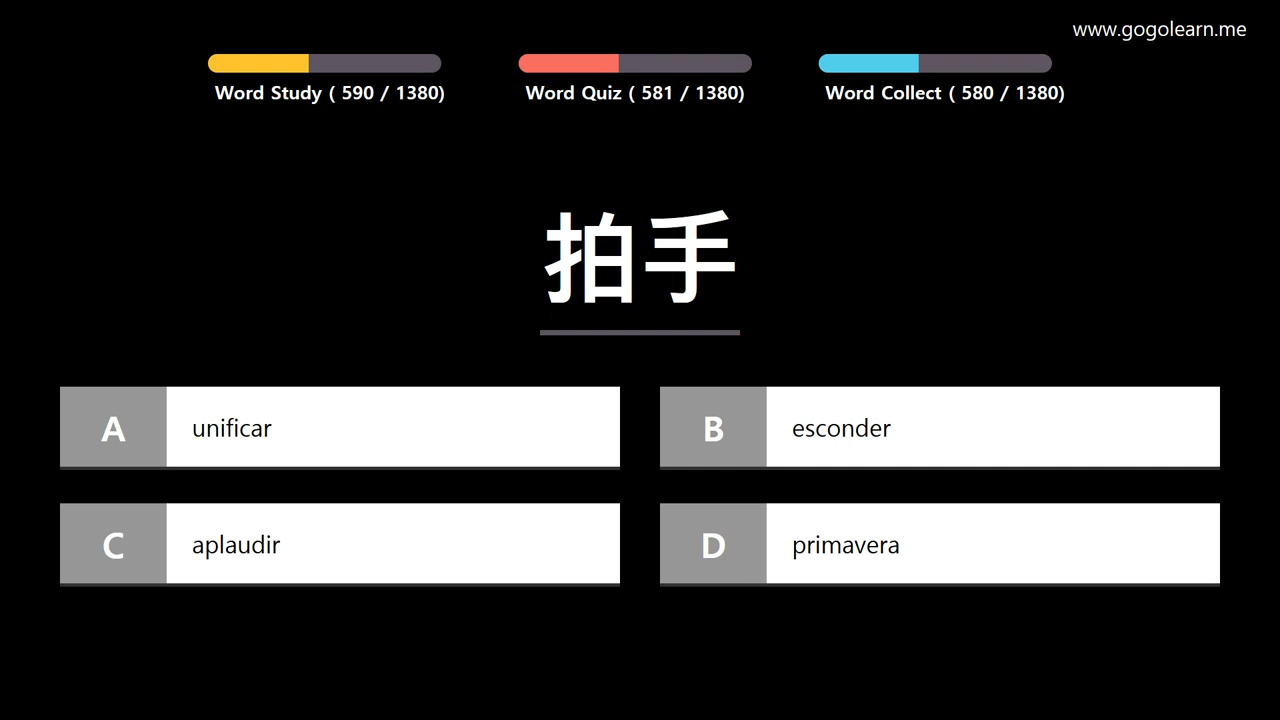 www.gogolearn.me
Word Study ( 590 / 1380)
Word Quiz ( 581 / 1380)
Word Collect ( 580 / 1380)
拍手
A unificar
B esconder
C aplaudir
D primavera